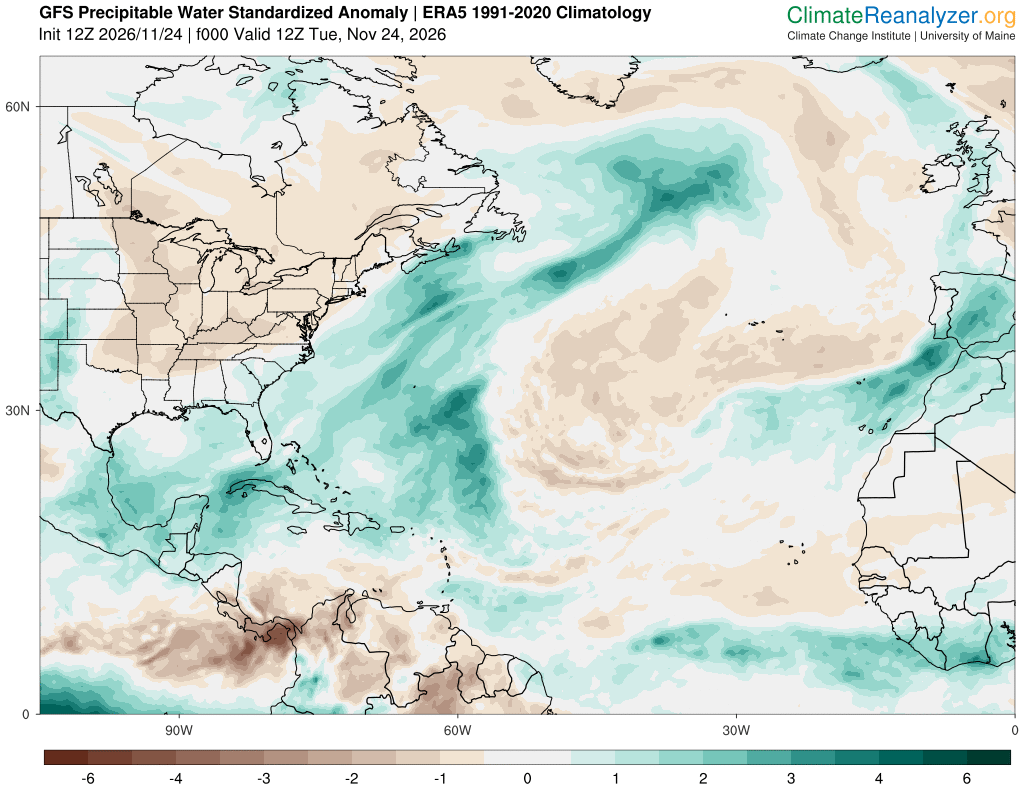 GFS Precipitable Water Standardized Anomaly | ERA5 1991-2020 Climatology
Init 12Z 2026/11/24 | f000 Valid 12Z Tue, Nov 24, 2026
ClimateReanalyzer.org
Climate Change Institute | University of Maine
60N
30N
0
90W 60W 30W 0
-6 -4 -3 -2 -1 0 1 2 3 4 6